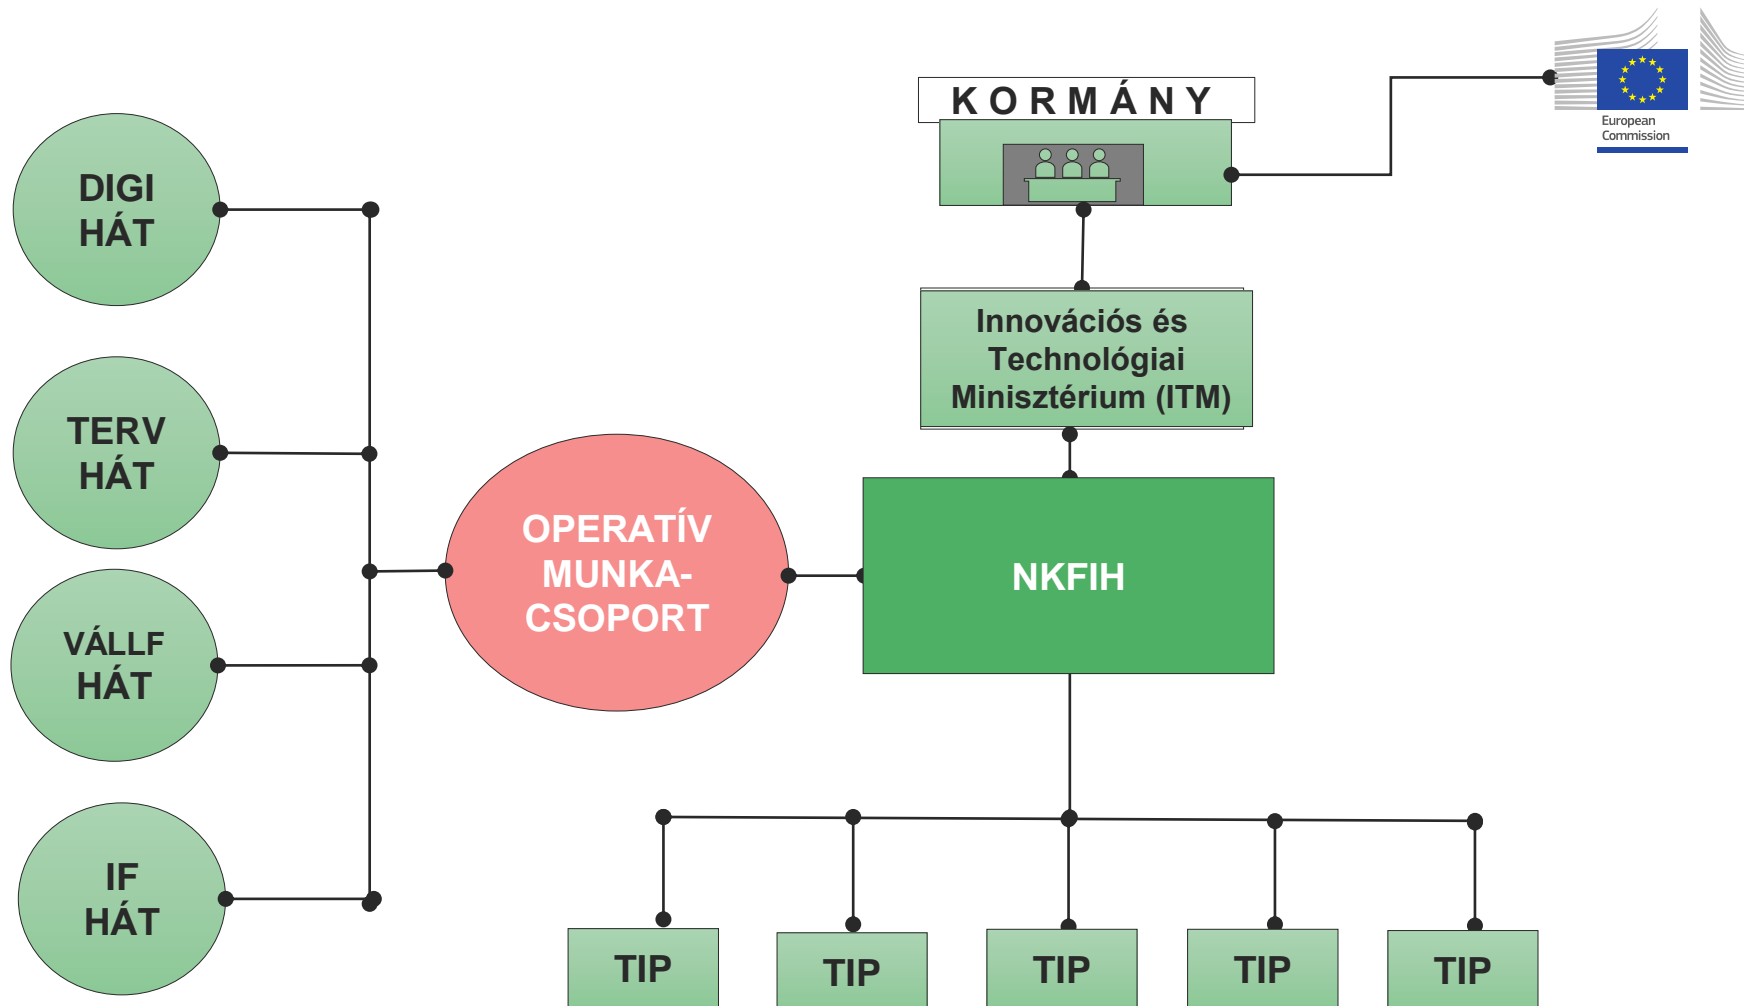 KORMÁNY
European
Commission
DIGI
HÁT
Innovációs és
Technológiai
Minisztérium (ITM)
TERV
HÁT
OPERATÍV
MUNKA-
CSOPORT
NKFIH
VÁLLF
HÁT
IF
HÁT
TIP
TIP
TIP
TIP
TIP